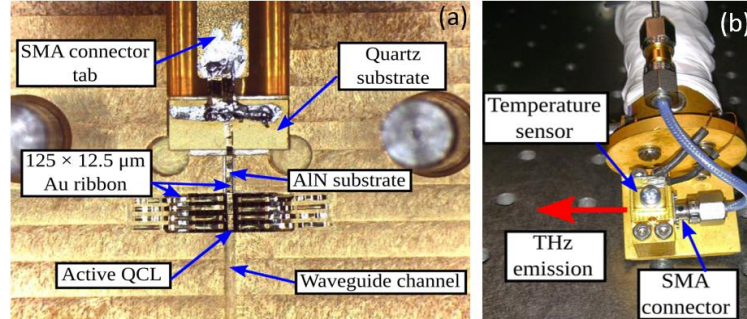 (a)
SMA connector
tab
Quartz
substrate
125 × 12.5 μm
Au ribbon
AlN substrate
Active QCL
Waveguide channel
(b)
Temperature
sensor
THz
emission
SMA
connector